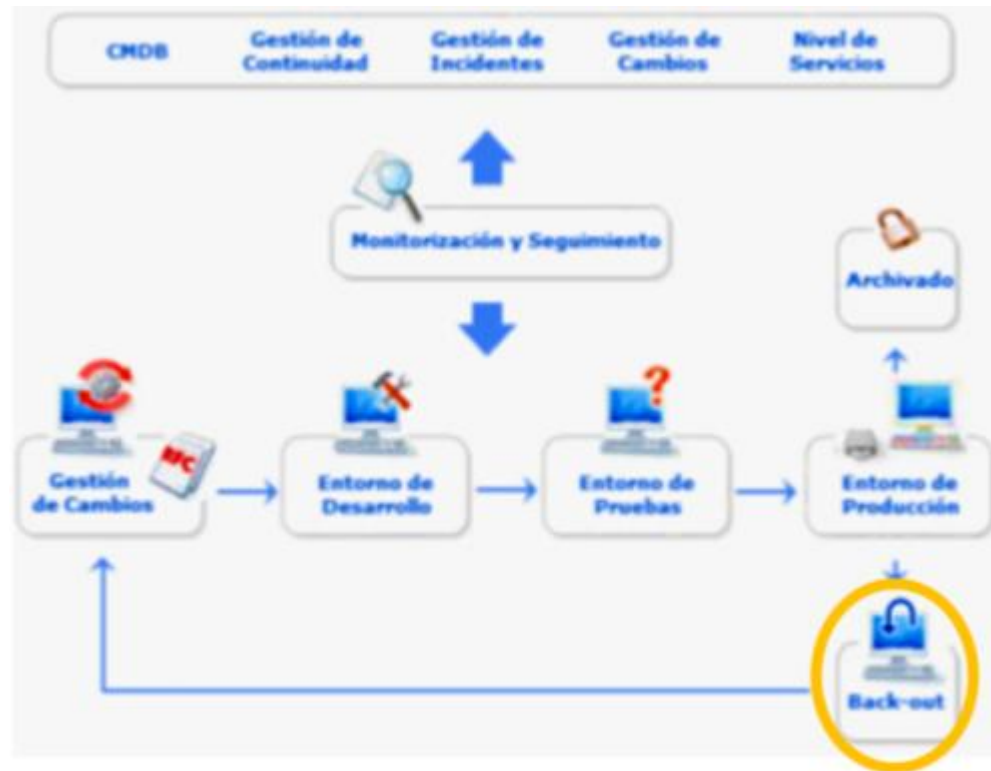 CMDB
Gestión de
Continuidad
Gestión de
Incidentes
Gestión de
Cambios
Nivel de
Servicios
Monitorización y Seguimiento
Archivado
RFC
Gestión
de Cambios
Entorno de
Desarrollo
Entorno de
Pruebas
Entorno de
Producción
Back-out